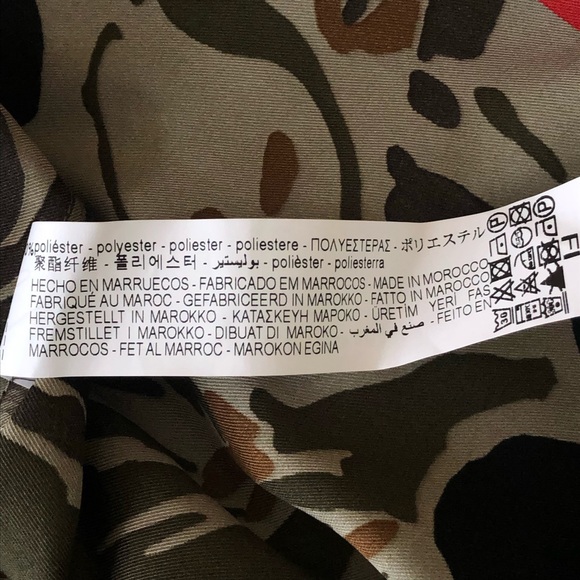 %poliéster - polyester - poliester - poliestere - ΠΟΛΥΕΣΤΕΡΑΣ - ポリエステル
聚酯纤维 - 폴리에스터 - بوليستير - polièster - poliesterra
HECHO EN MARRUECOS - FABRICADO EM MARROCOS - MADE IN MOROCCO
FABRIQUÉ AU MAROC - GEFABRICEERD IN MAROKKO - FATTO IN MAROCCO
HERGESTELLT IN MAROKKO - ΚΑΤΑΣΚΕΥΗ ΜΑΡΟΚΟ - ÜRETIM YERI FAS
FREMSTILLET I MAROKKO - DIBUAT DI MAROKO - صنع في المغرب - FEITO EN
MARROCOS - FET AL MARROC - MAROKON EGINA
FI